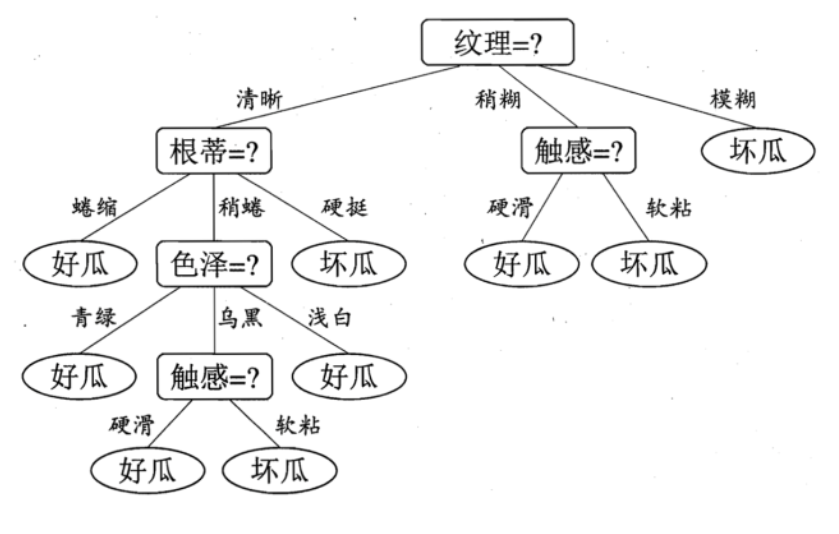 纹理=?
清晰 稍糊 模糊
根蒂=? 触感=? 坏瓜
蜷缩 稍蜷 硬挺 硬滑 软粘
好瓜 色泽=? 坏瓜 好瓜 坏瓜
青绿 乌黑 浅白
好瓜 触感=? 好瓜
硬滑 软粘
好瓜 坏瓜